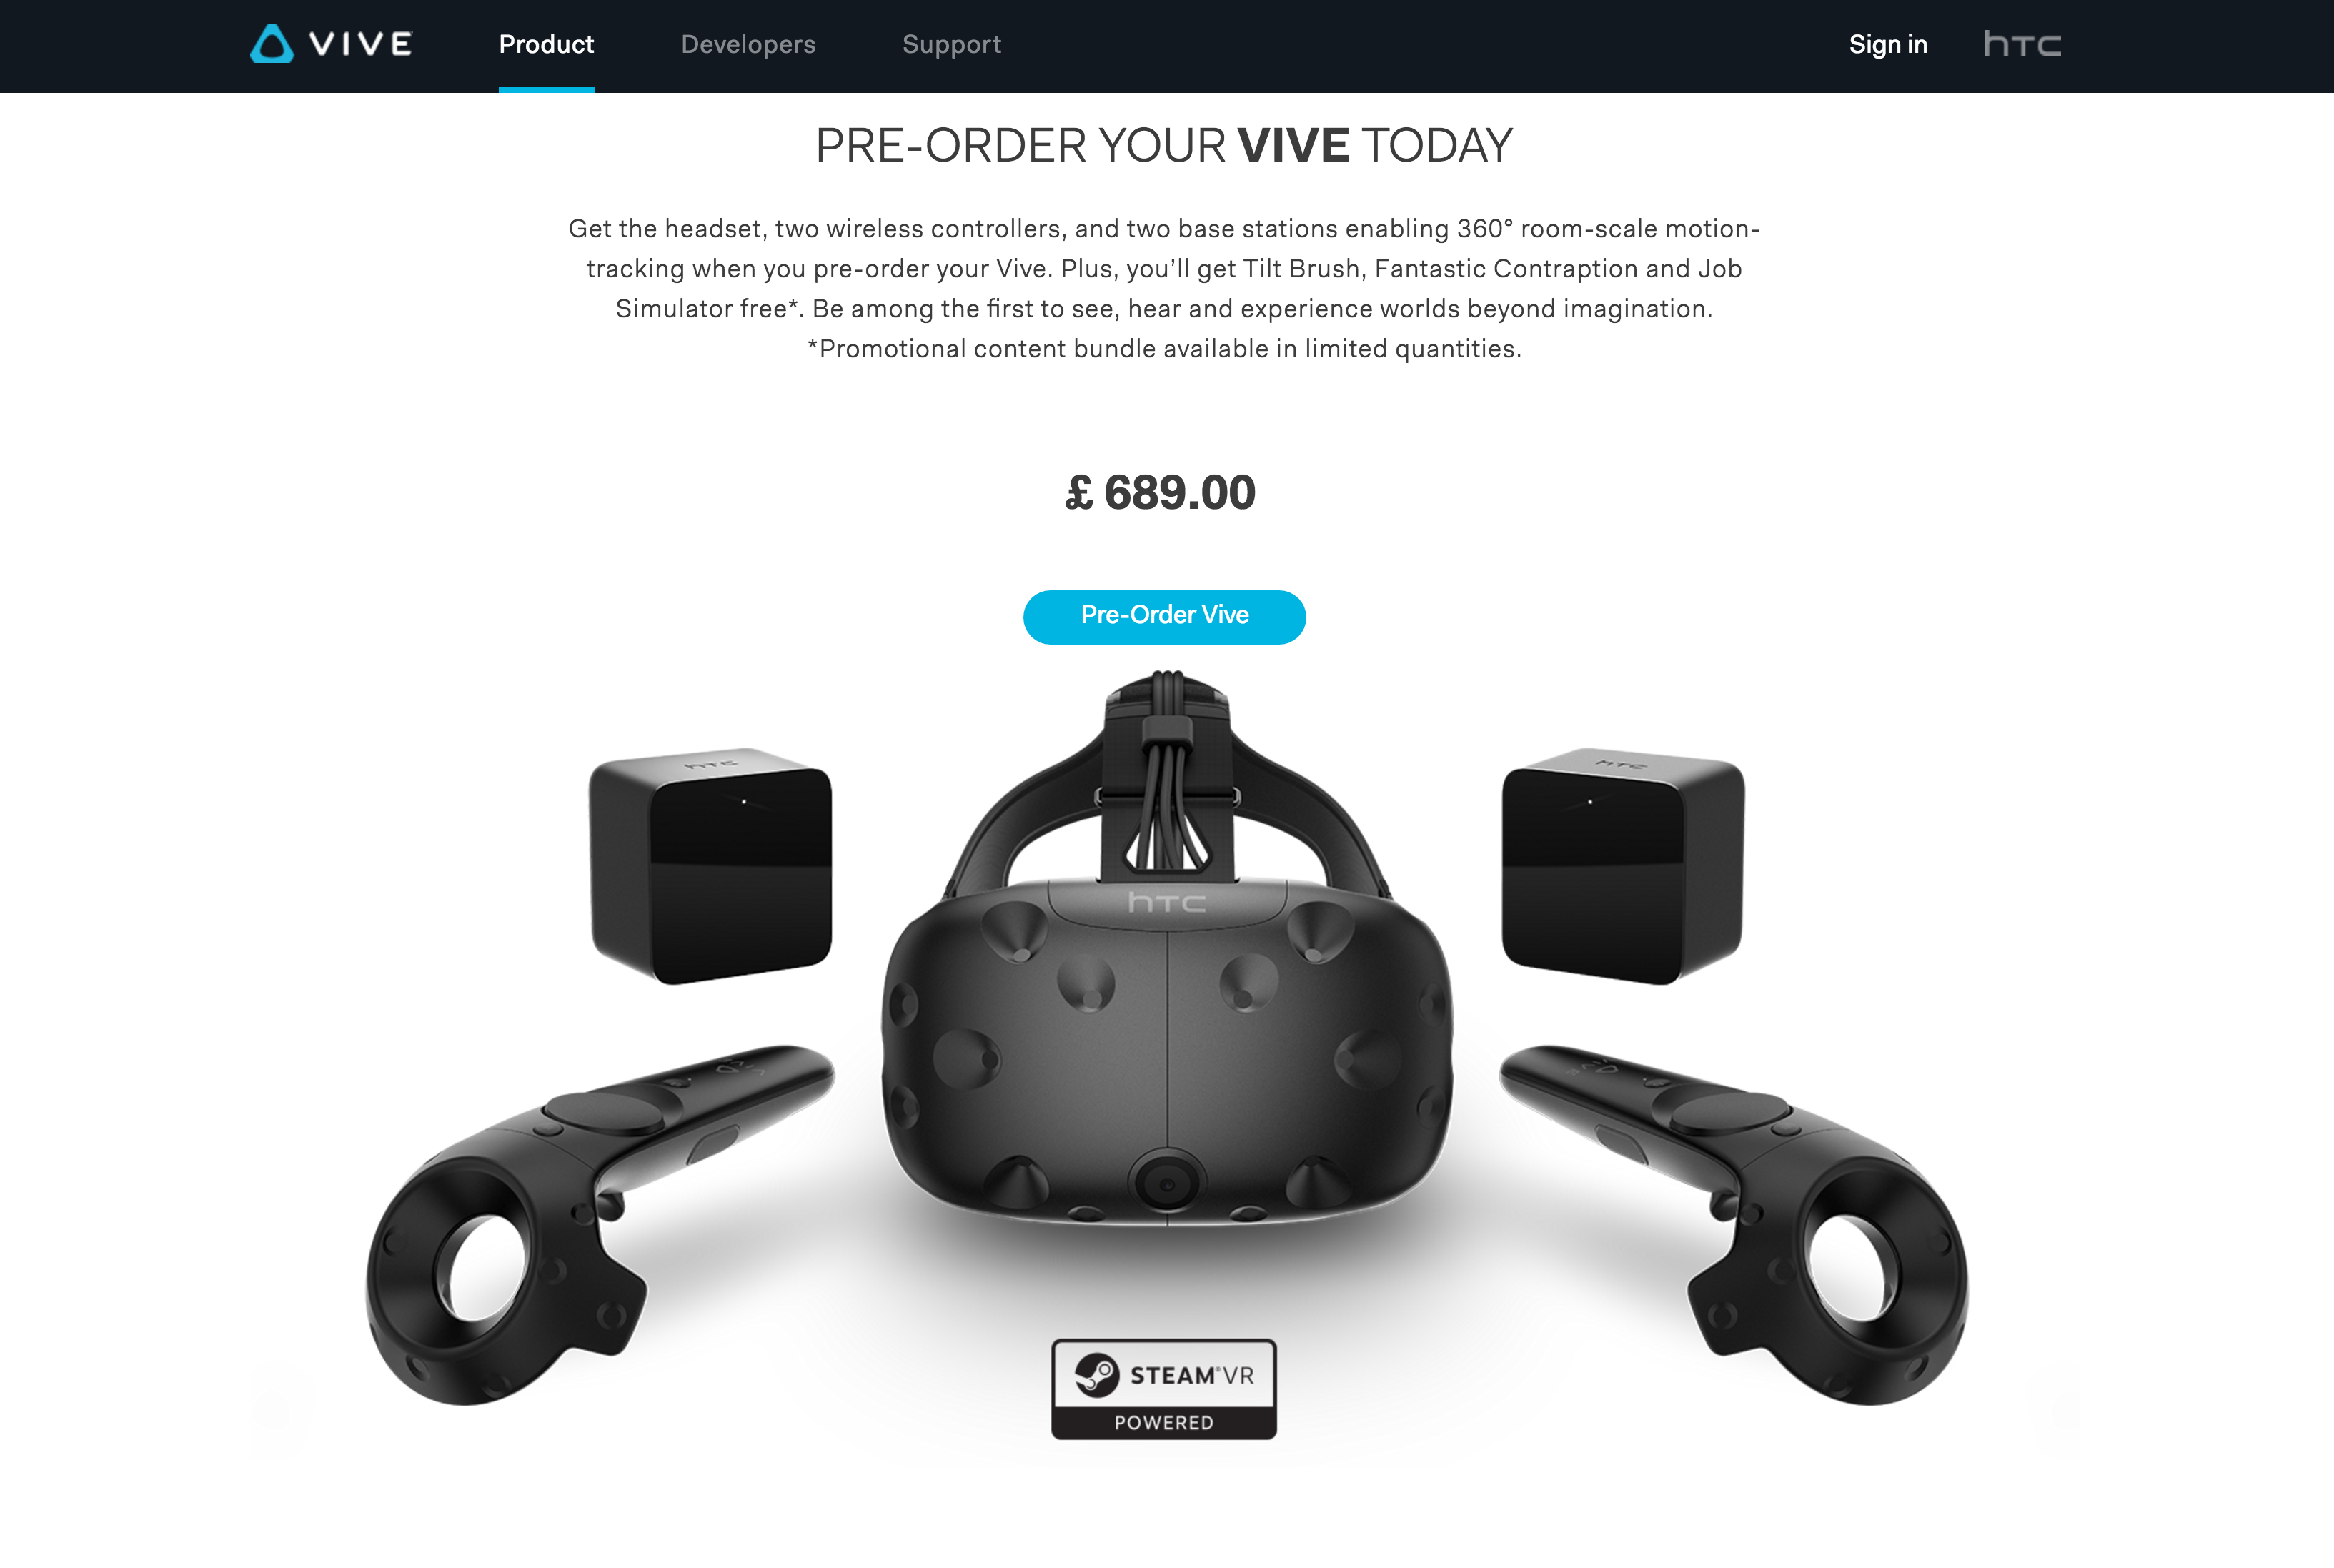 VIVE
Product
Developers
Support
Sign in
hTC
PRE-ORDER YOUR VIVE TODAY
Get the headset, two wireless controllers, and two base stations enabling 360° room-scale motion-
tracking when you pre-order your Vive. Plus, you’ll get Tilt Brush, Fantastic Contraption and Job
Simulator free*. Be among the first to see, hear and experience worlds beyond imagination.
*Promotional content bundle available in limited quantities.
£ 689.00
Pre-Order Vive
hTC
hTC
hTC
STEAM®VR
POWERED